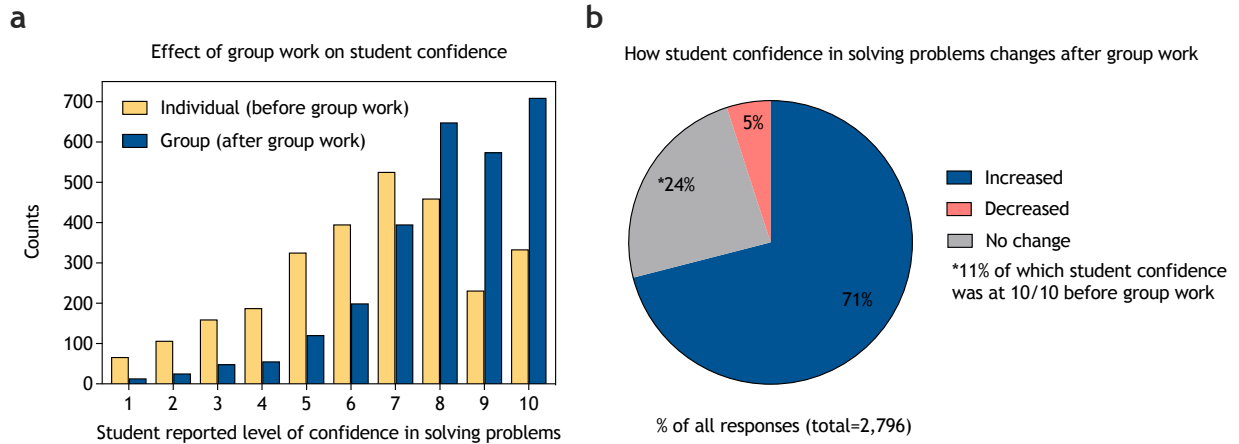 a
Effect of group work on student confidence
700
600
500
400
300
200
100
0
Counts
Individual (before group work)
Group (after group work)
1 2 3 4 5 6 7 8 9 10
Student reported level of confidence in solving problems
b
How student confidence in solving problems changes after group work
5%
*24%
71%
Increased
Decreased
No change
*11% of which student confidence
was at 10/10 before group work
% of all responses (total=2,796)